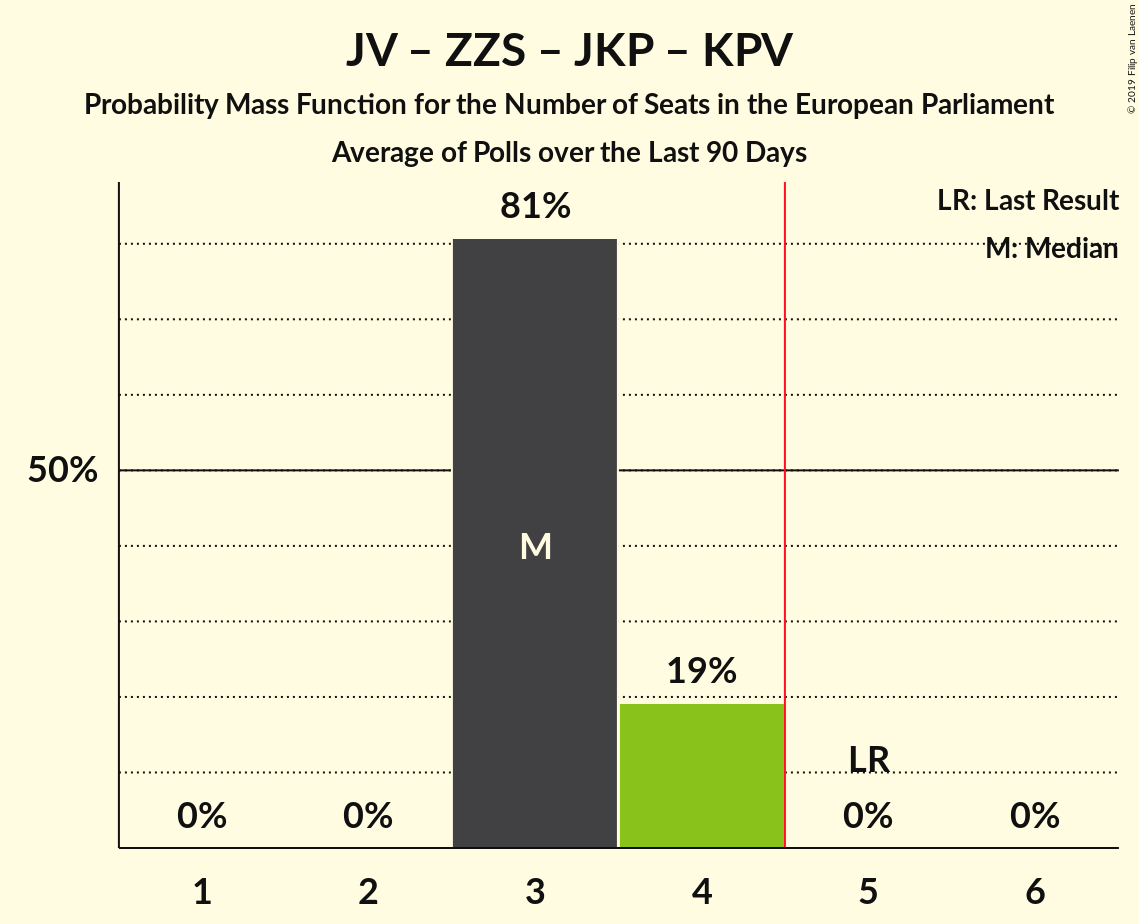 JV – ZZS – JKP – KPV
Probability Mass Function for the Number of Seats in the European Parliament
Average of Polls over the Last 90 Days
© 2019 Filip van Laenen
LR: Last Result
M: Median
81%
50%
M
19%
LR
0% 0% 0% 0%
1 2 3 4 5 6